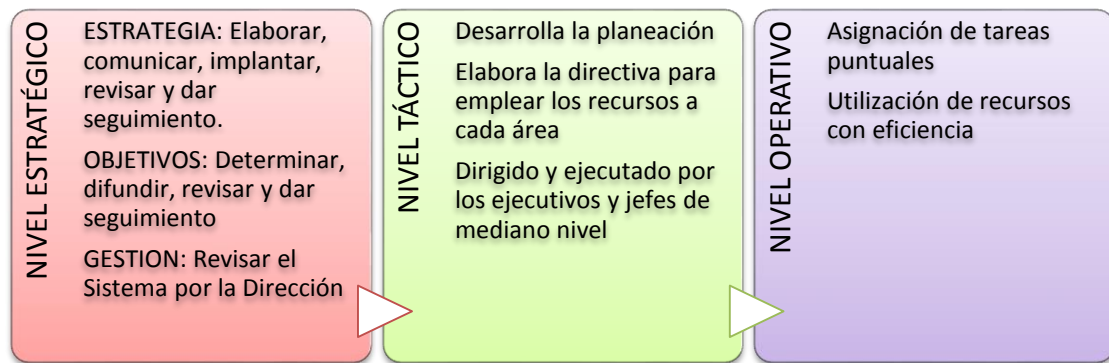 NIVEL ESTRATÉGICO
ESTRATEGIA: Elaborar,
comunicar, implantar,
revisar y dar
seguimiento.
OBJETIVOS: Determinar,
difundir, revisar y dar
seguimiento
GESTION: Revisar el
Sistema por la Dirección
NIVEL TÁCTICO
Desarrolla la planeación
Elabora la directiva para
emplear los recursos a
cada área
Dirigido y ejecutado por
los ejecutivos y jefes de
mediano nivel
NIVEL OPERATIVO
Asignación de tareas
puntuales
Utilización de recursos
con eficiencia